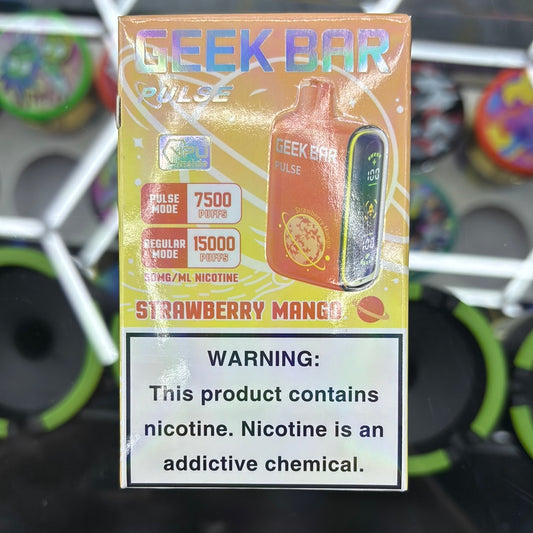 GEEK BAR
PULSE
GEEK BAR
PULSE
100
100
PULSE MODE
7500 PUFFS
REGULAR MODE
15000 PUFFS
50MG/ML NICOTINE
STRAWBERRY MANGO
WARNING:
This product contains
nicotine. Nicotine is an
addictive chemical.